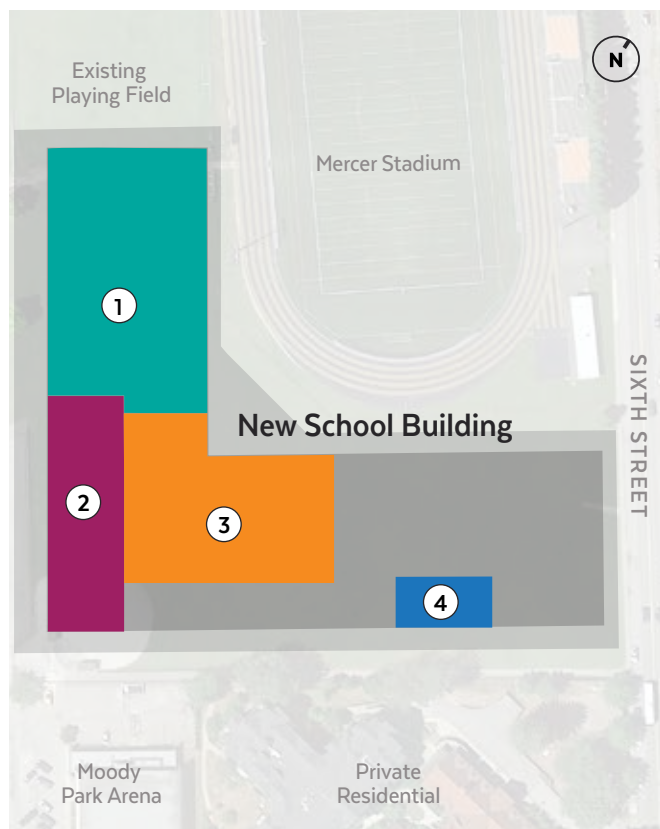 Existing
Playing Field
N
Mercer Stadium
1
New School Building
SIXTH STREET
2
3
4
Moody
Park Arena
Private
Residential